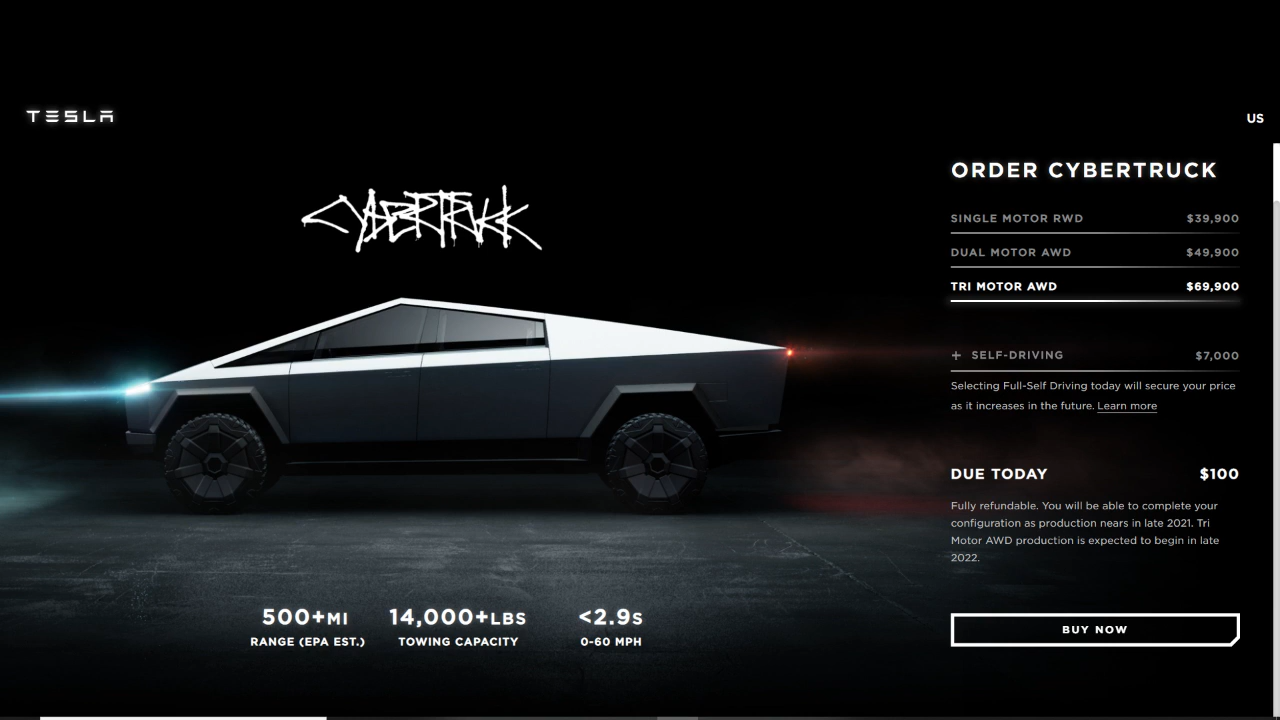 TESLA
US
CYBERTRUCK
ORDER CYBERTRUCK
SINGLE MOTOR RWD $39,900
DUAL MOTOR AWD $49,900
TRI MOTOR AWD $69,900
+ SELF-DRIVING $7,000
Selecting Full-Self Driving today will secure your price
as it increases in the future. Learn more
DUE TODAY $100
Fully refundable. You will be able to complete your
configuration as production nears in late 2021. Tri
Motor AWD production is expected to begin in late
2022.
500+MI 14,000+LBS <2.9S
RANGE (EPA EST.) TOWING CAPACITY 0-60 MPH
BUY NOW